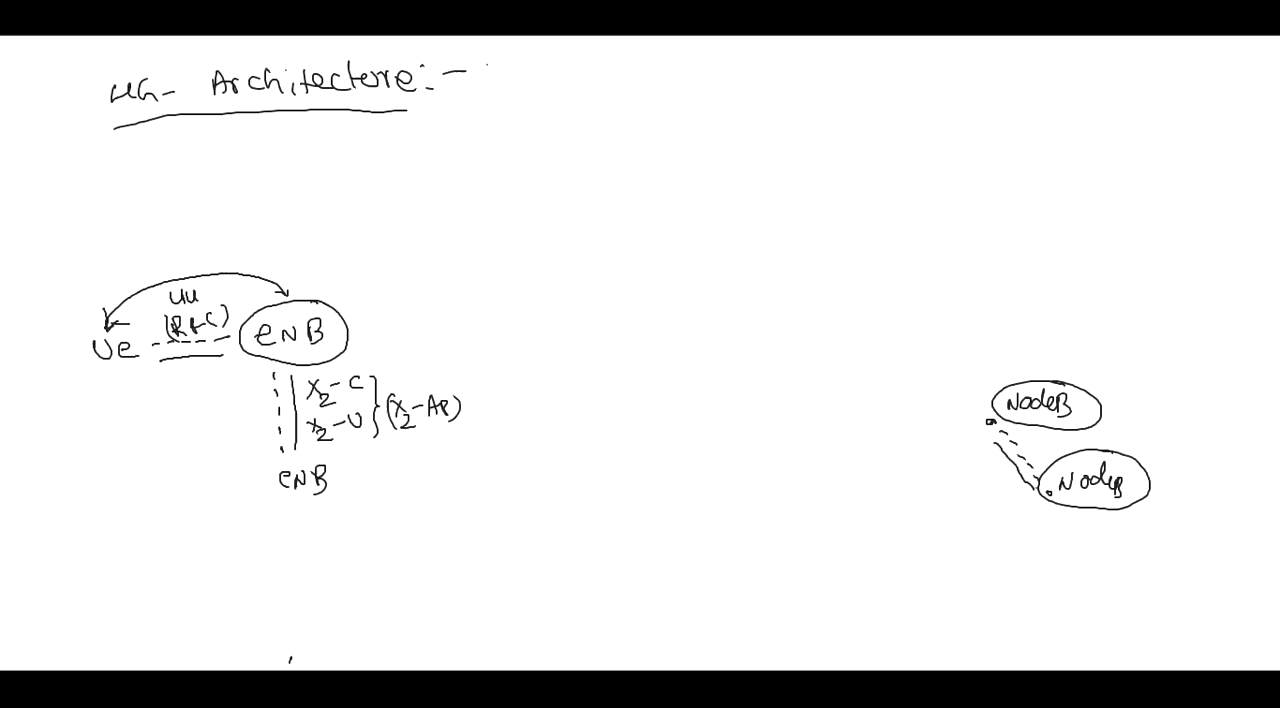 4G- Architecture:-
Uu
(RRC)
UE
eNB
X2-C
X2-U
(X2-AP)
eNB
NodeB
NodeB